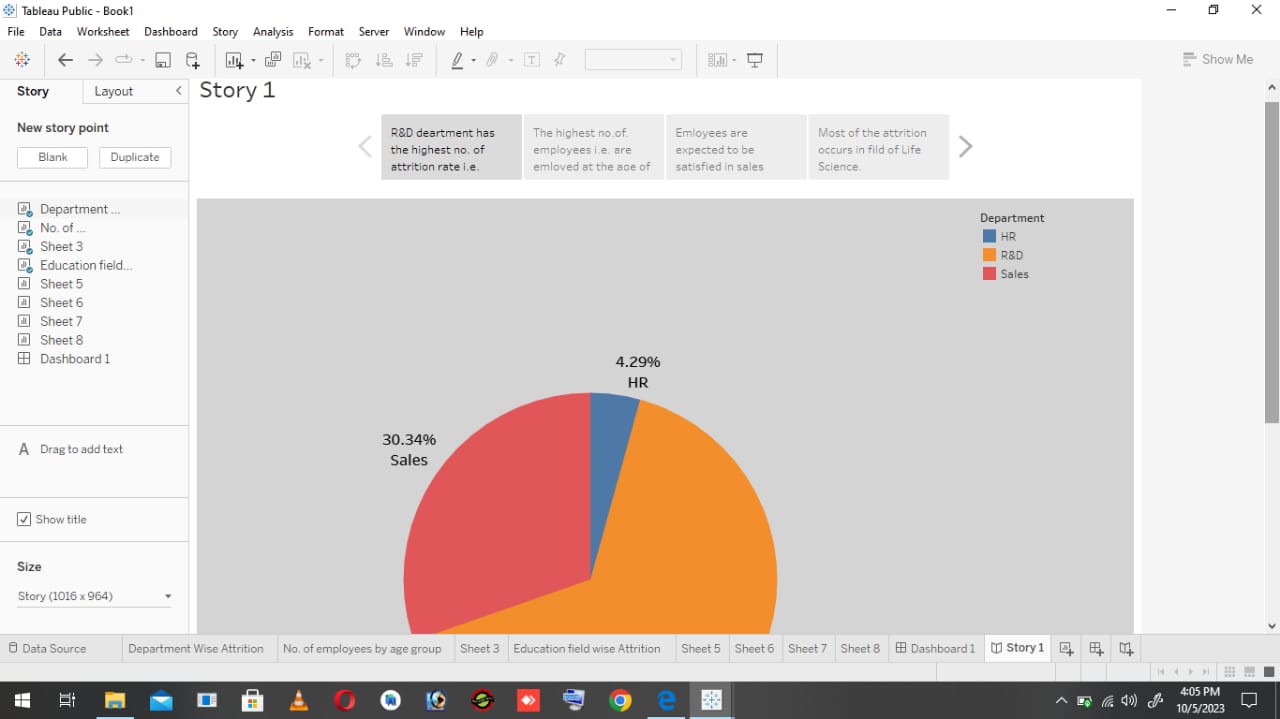 Tableau Public - Book1
File Data Worksheet Dashboard Story Analysis Format Server Window Help
Show Me
Story Layout
New story point
Blank Duplicate
Department ...
No. of ...
Sheet 3
Education field...
Sheet 5
Sheet 6
Sheet 7
Sheet 8
Dashboard 1
A Drag to add text
Show title
Size
Story (1016 x 964)
Story 1
R&D deartment has
the highest no. of
attrition rate i.e.
The highest no.of.
employees i.e. are
emloved at the age of
Emloyees are
expected to be
satisfied in sales
Most of the attrition
occurs in fild of Life
Science.
Department
HR
R&D
Sales
4.29%
HR
30.34%
Sales
Data Source Department Wise Attrition No. of employees by age group Sheet 3 Education field wise Attrition Sheet 5 Sheet 6 Sheet 7 Sheet 8 Dashboard 1 Story 1
4:05 PM
10/5/2023